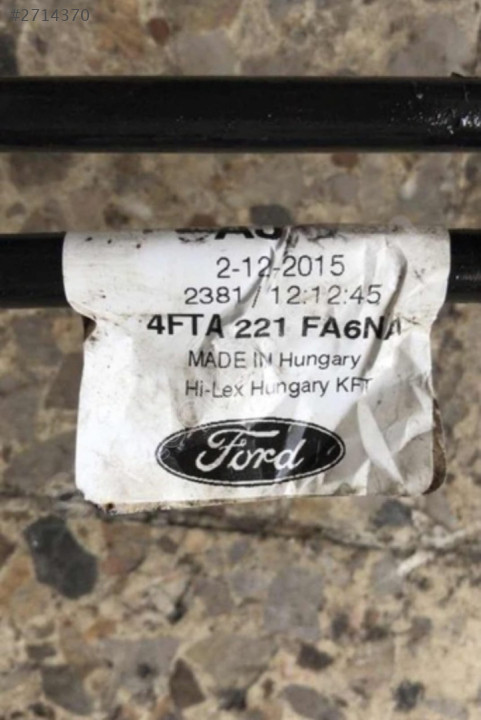 #2714370
2-12-2015
2381 / 12:12:45
4FTA 221 FA6NA
MADE IN Hungary
Hi-Lex Hungary KFT
Ford